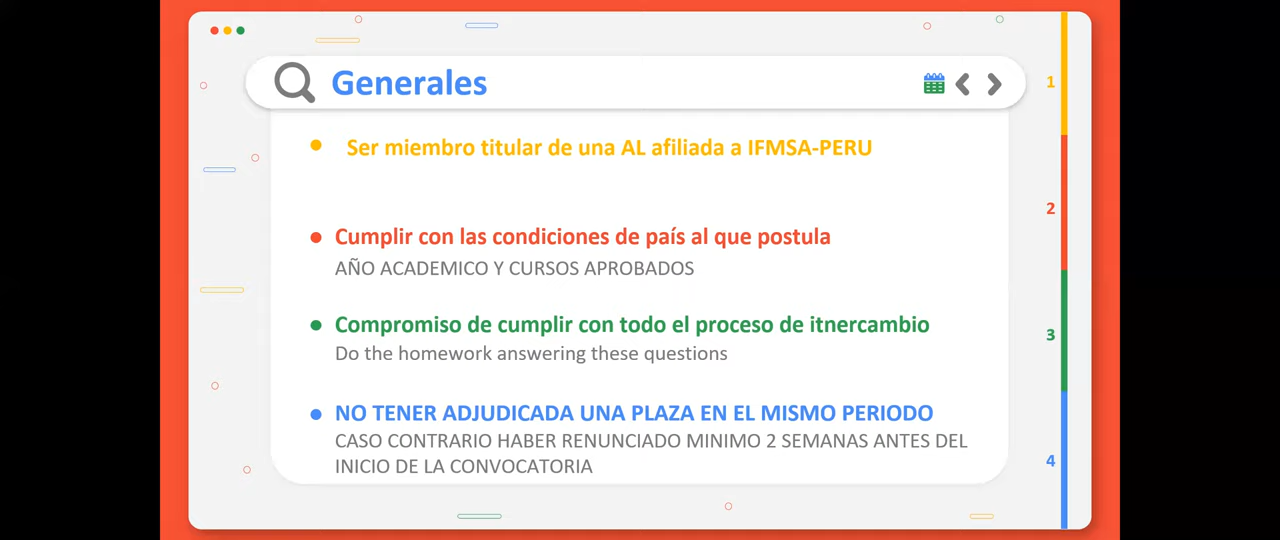 Generales
Ser miembro titular de una AL afiliada a IFMSA-PERU
Cumplir con las condiciones de país al que postula
AÑO ACADEMICO Y CURSOS APROBADOS
Compromiso de cumplir con todo el proceso de itnercambio
Do the homework answering these questions
NO TENER ADJUDICADA UNA PLAZA EN EL MISMO PERIODO
CASO CONTRARIO HABER RENUNCIADO MINIMO 2 SEMANAS ANTES DEL
INICIO DE LA CONVOCATORIA
1
2
3
4